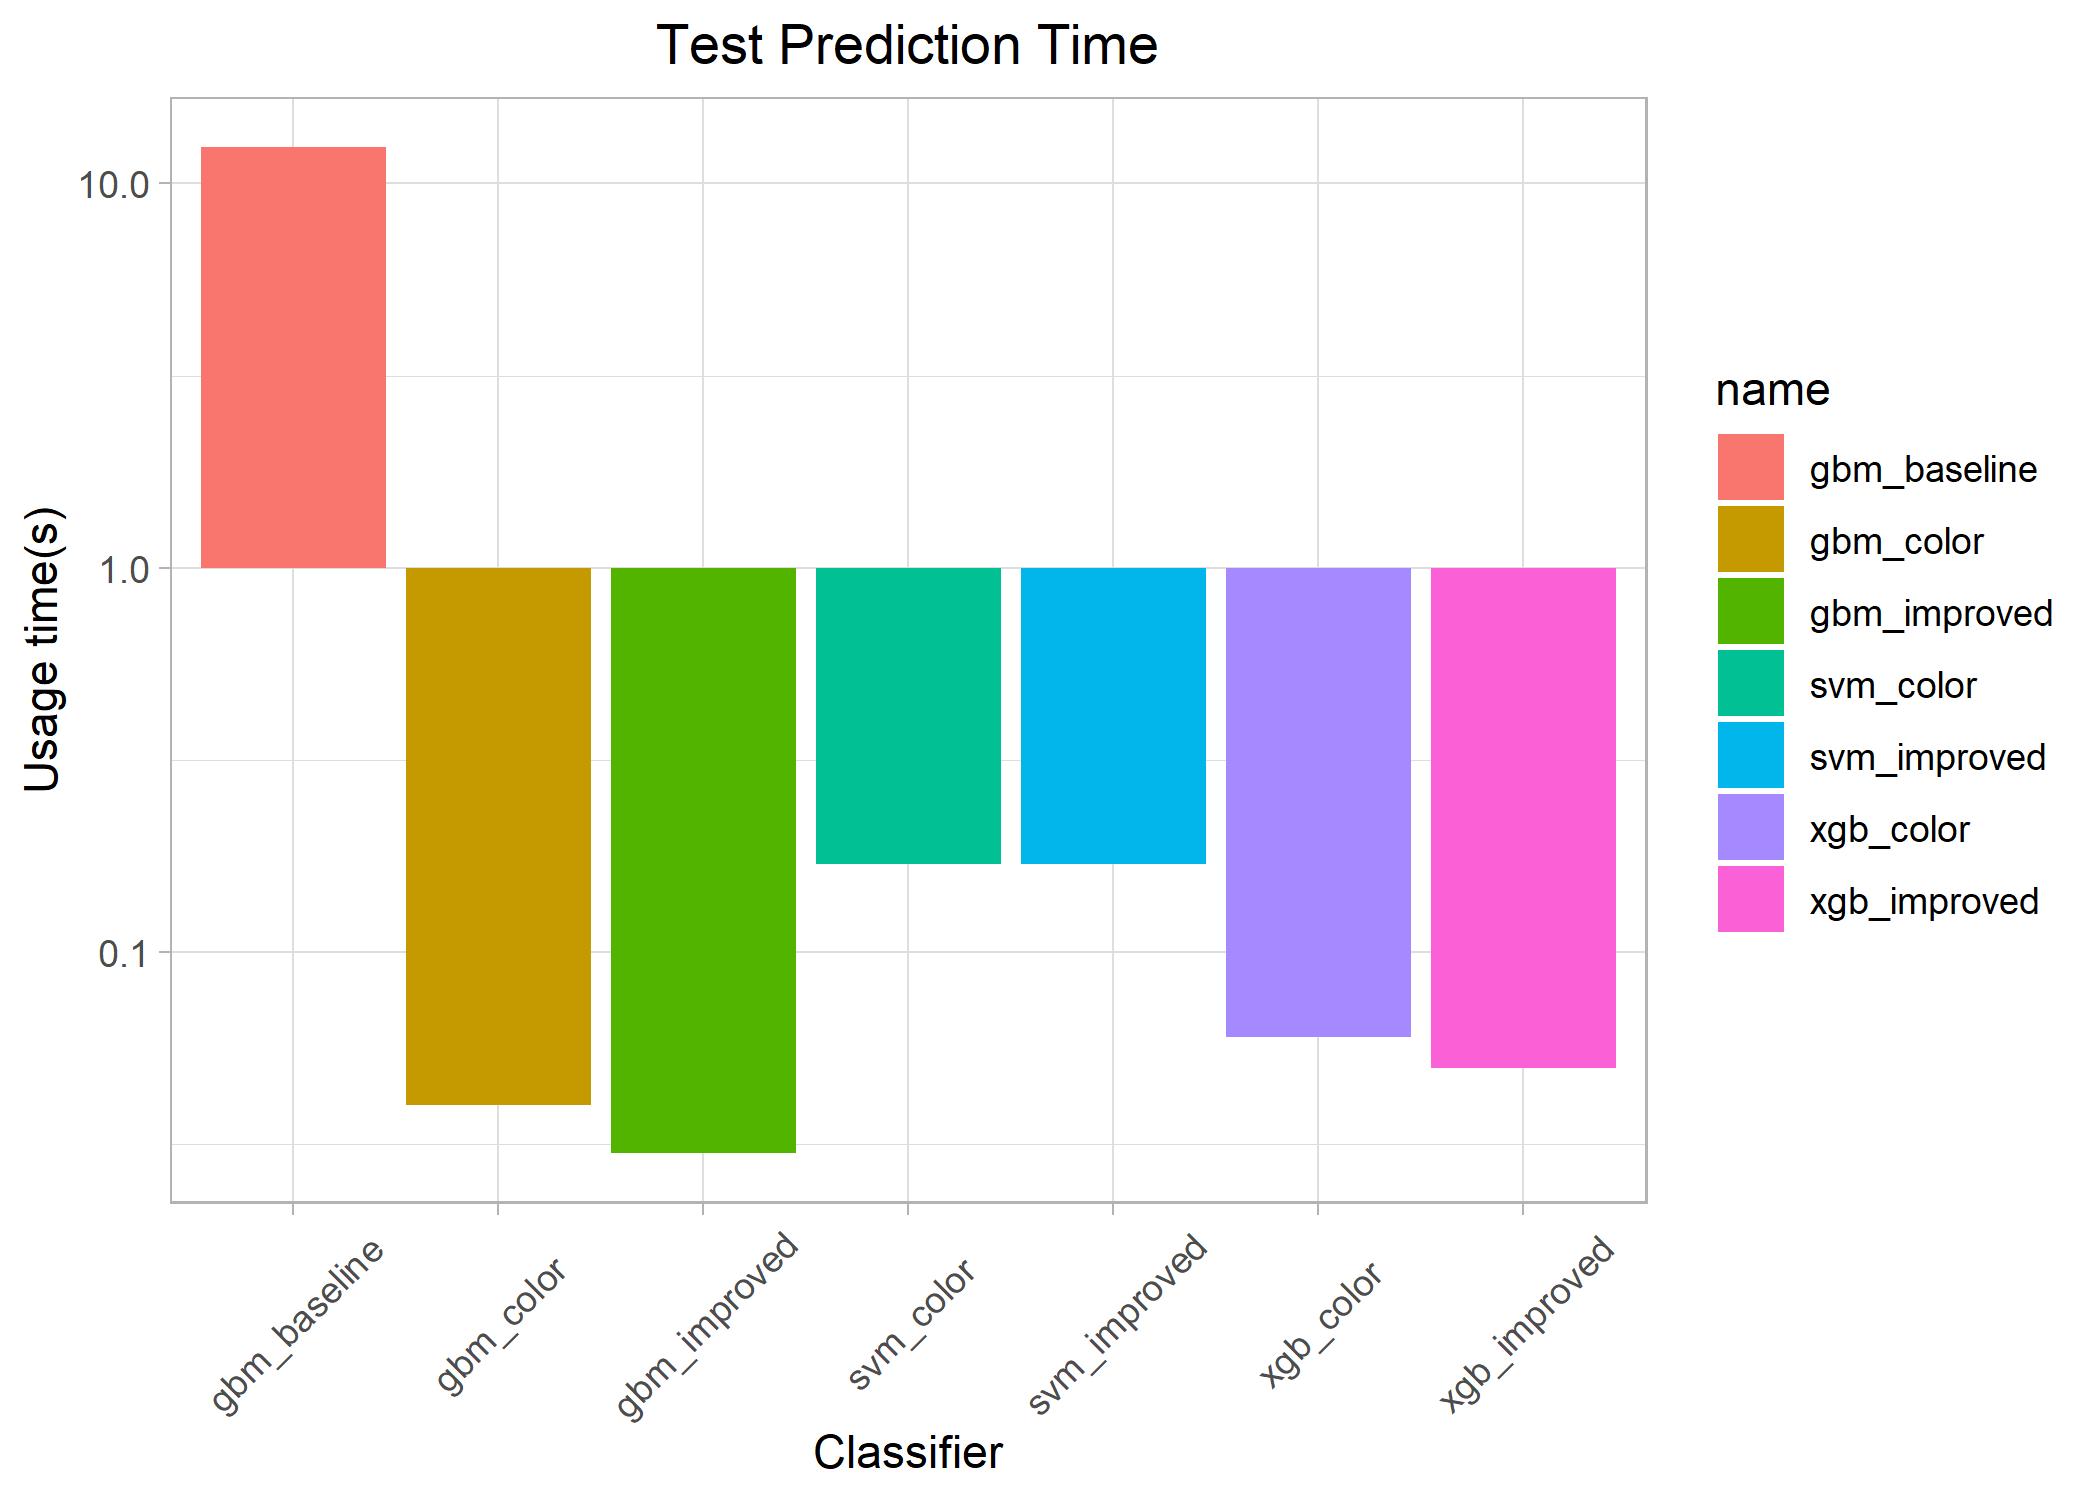 Test Prediction Time
Usage time(s)
10.0
1.0
0.1
gbm_baseline
gbm_color
gbm_improved
svm_color
svm_improved
xgb_color
xgb_improved
Classifier
name
gbm_baseline
gbm_color
gbm_improved
svm_color
svm_improved
xgb_color
xgb_improved